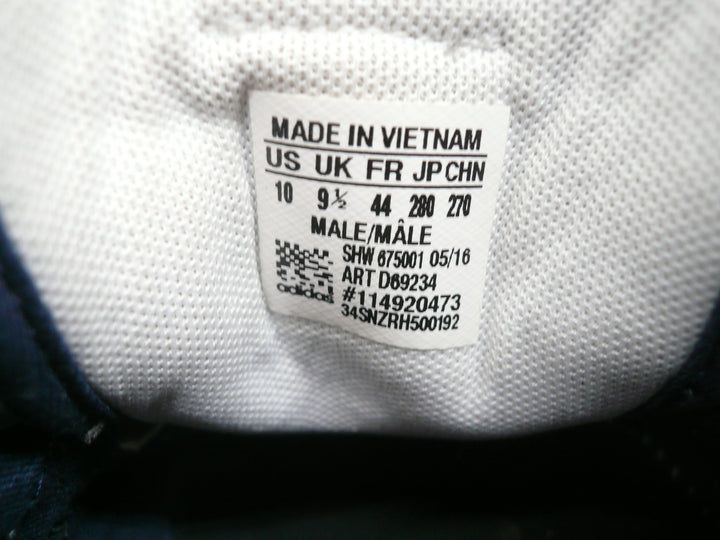 MADE IN VIETNAM
US UK FR JP CHN
10 9½ 44 280 270
MALE/MÂLE
SHW 675001 05/16
ART D69234
#114920473
adidas 34SNZRH500192